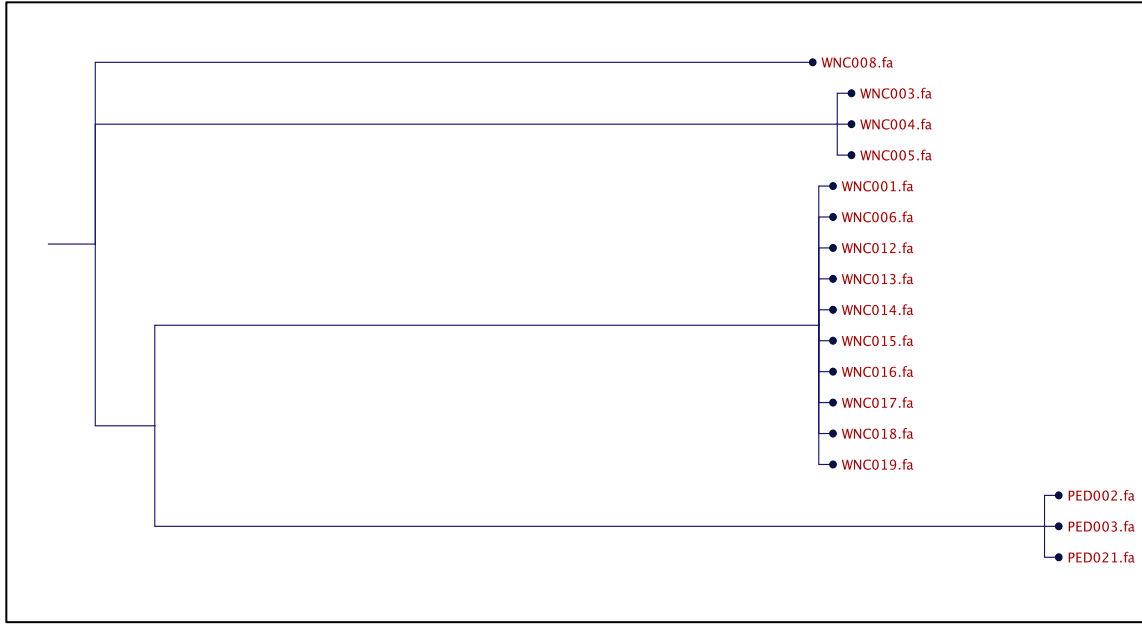 WNC008.fa
WNC003.fa
WNC004.fa
WNC005.fa
WNC001.fa
WNC006.fa
WNC012.fa
WNC013.fa
WNC014.fa
WNC015.fa
WNC016.fa
WNC017.fa
WNC018.fa
WNC019.fa
PED002.fa
PED003.fa
PED021.fa